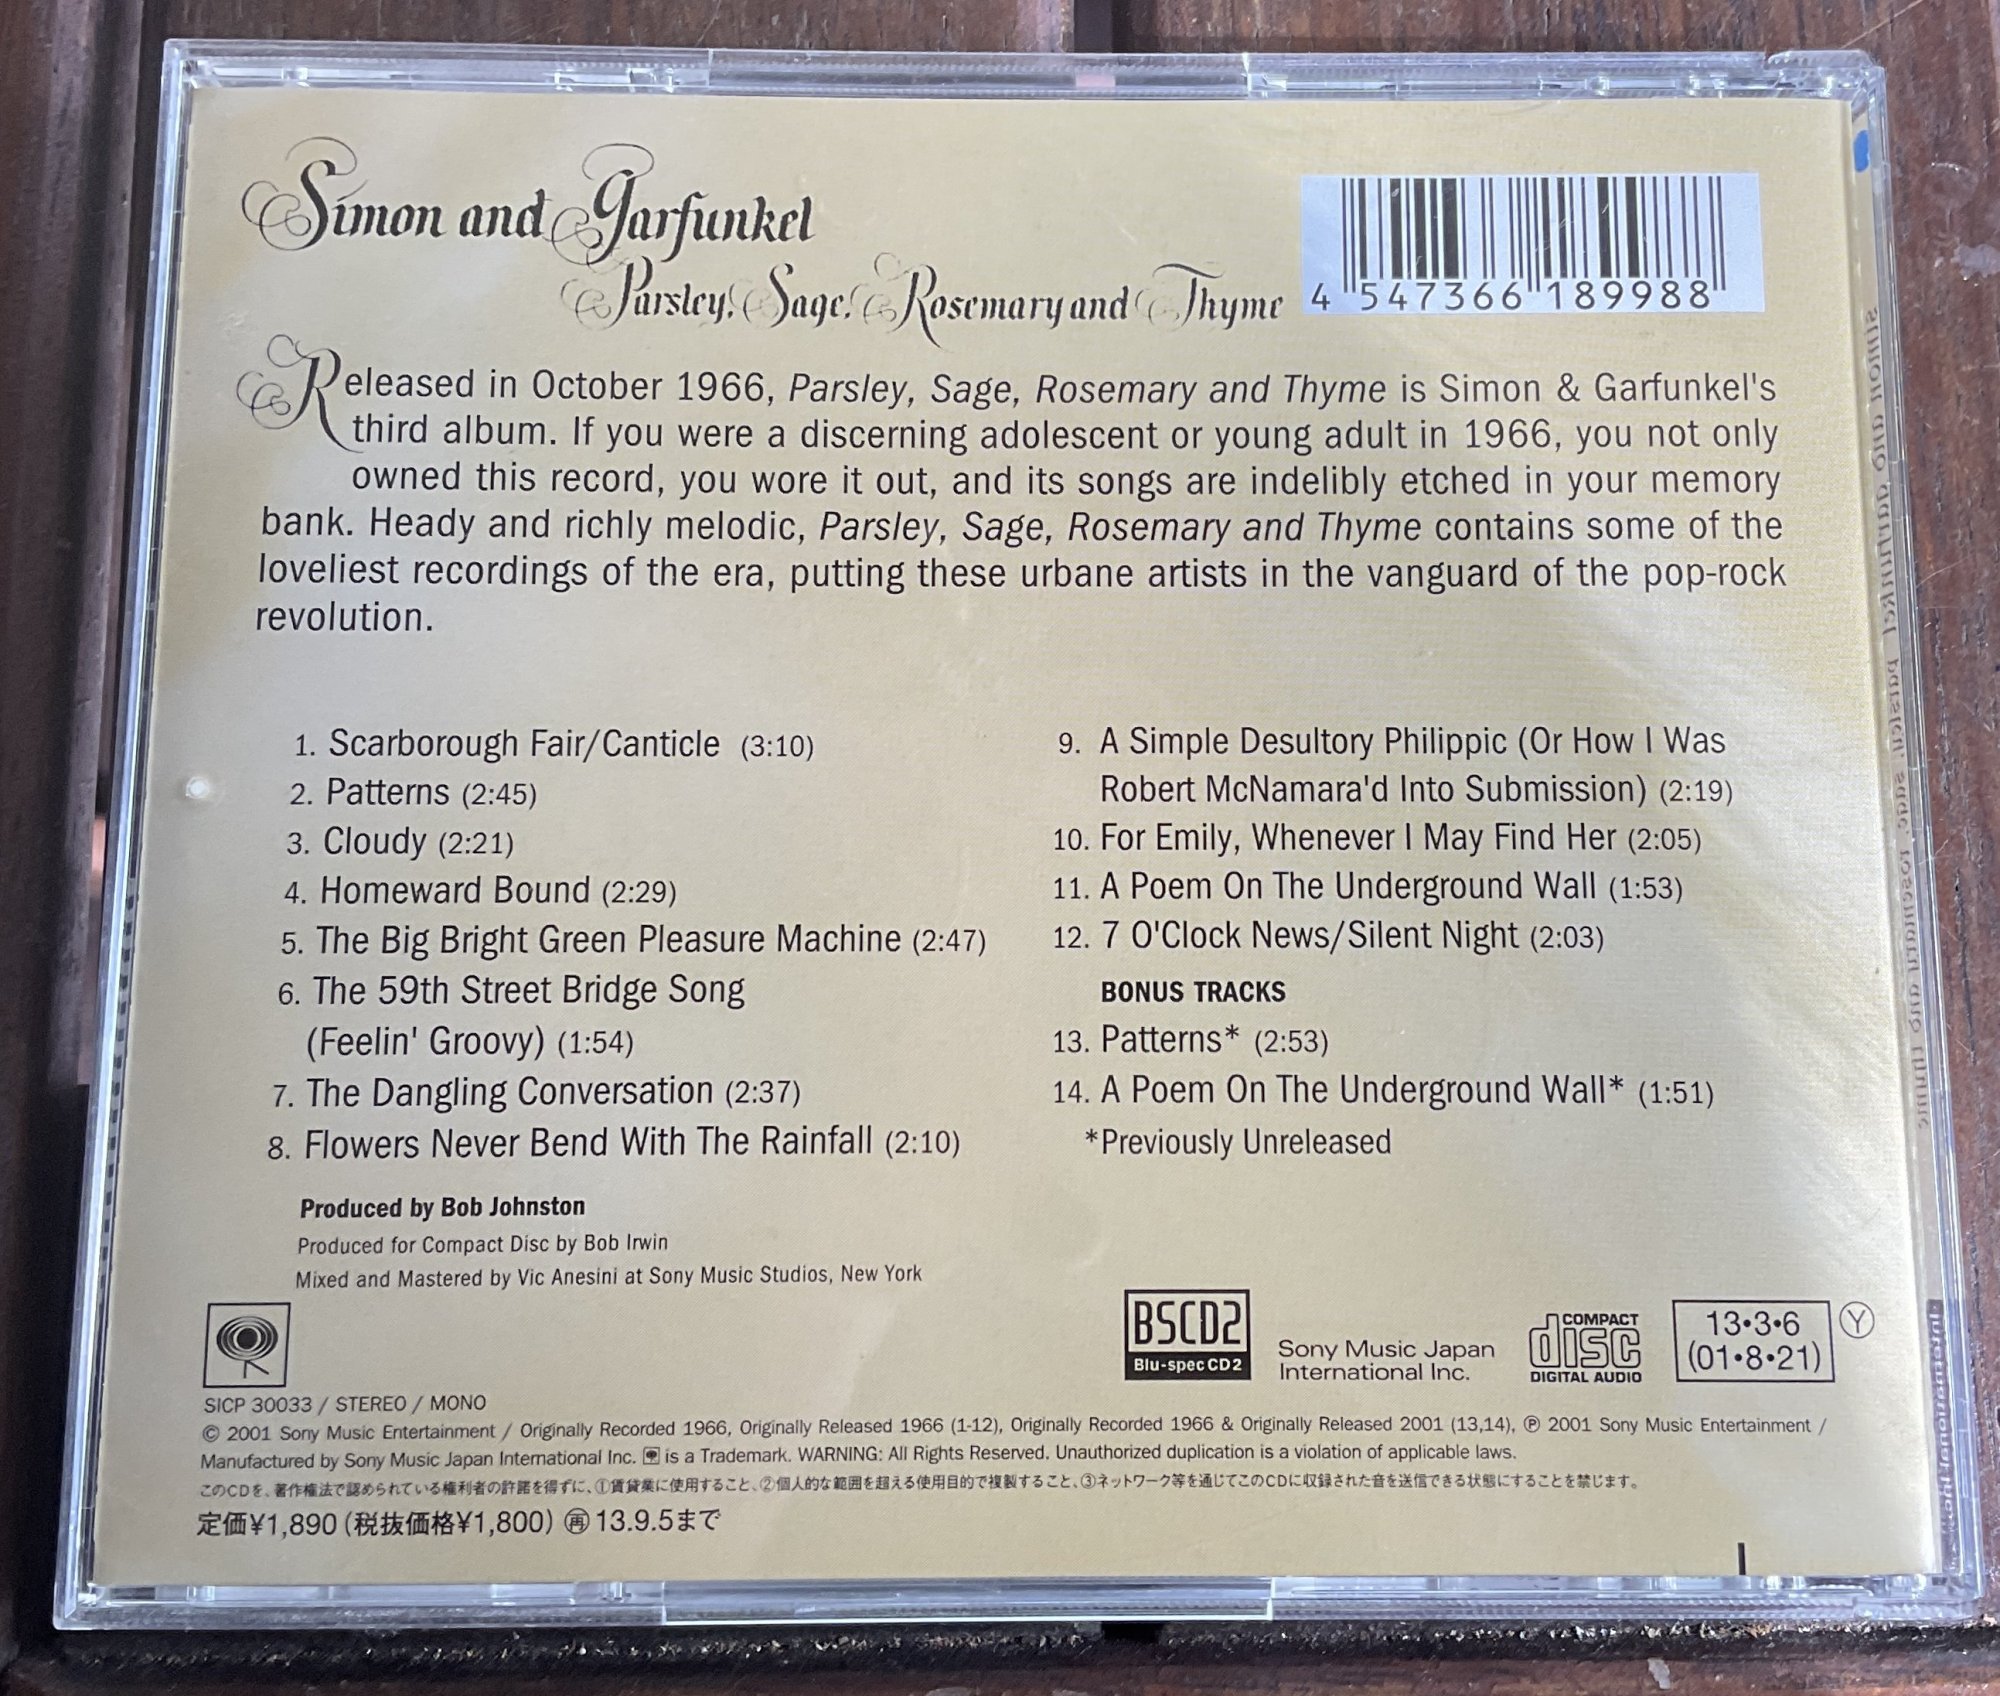 Simon and Garfunkel
Parsley, Sage, Rosemary and Thyme
4 547366 189988
Released in October 1966, Parsley, Sage, Rosemary and Thyme is Simon & Garfunkel's
third album. If you were a discerning adolescent or young adult in 1966, you not only
owned this record, you wore it out, and its songs are indelibly etched in your memory
bank. Heady and richly melodic, Parsley, Sage, Rosemary and Thyme contains some of the
loveliest recordings of the era, putting these urbane artists in the vanguard of the pop-rock
revolution.
1. Scarborough Fair/Canticle (3:10)
2. Patterns (2:45)
3. Cloudy (2:21)
4. Homeward Bound (2:29)
5. The Big Bright Green Pleasure Machine (2:47)
6. The 59th Street Bridge Song
(Feelin' Groovy) (1:54)
7. The Dangling Conversation (2:37)
8. Flowers Never Bend With The Rainfall (2:10)
9. A Simple Desultory Philippic (Or How I Was
Robert McNamara'd Into Submission) (2:19)
10. For Emily, Whenever I May Find Her (2:05)
11. A Poem On The Underground Wall (1:53)
12. 7 O'Clock News/Silent Night (2:03)
BONUS TRACKS
13. Patterns* (2:53)
14. A Poem On The Underground Wall* (1:51)
*Previously Unreleased
Produced by Bob Johnston
Produced for Compact Disc by Bob Irwin
Mixed and Mastered by Vic Anesini at Sony Music Studios, New York
BSCD2
Blu-spec CD2
Sony Music Japan
International Inc.
COMPACT
disc
DIGITAL AUDIO
13•3•6
(01•8•21)
Y
SICP 30033 / STEREO / MONO
© 2001 Sony Music Entertainment / Originally Recorded 1966, Originally Released 1966 (1-12), Originally Recorded 1966 & Originally Released 2001 (13,14), ℗ 2001 Sony Music Entertainment /
Manufactured by Sony Music Japan International Inc. is a Trademark. WARNING: All Rights Reserved. Unauthorized duplication is a violation of applicable laws.
このCDを、著作権法で認められている権利者の許諾を得ずに、①賃貸業に使用すること、②個人的な範囲を超える使用目的で複製すること、③ネットワーク等を通じてこのCDに収録された音を送信できる状態にすることを禁じます。
定価¥1,890(税抜価格¥1,800) ㊢13.9.5まで
simon and garfunkel parsley, sage, rosemary and thyme